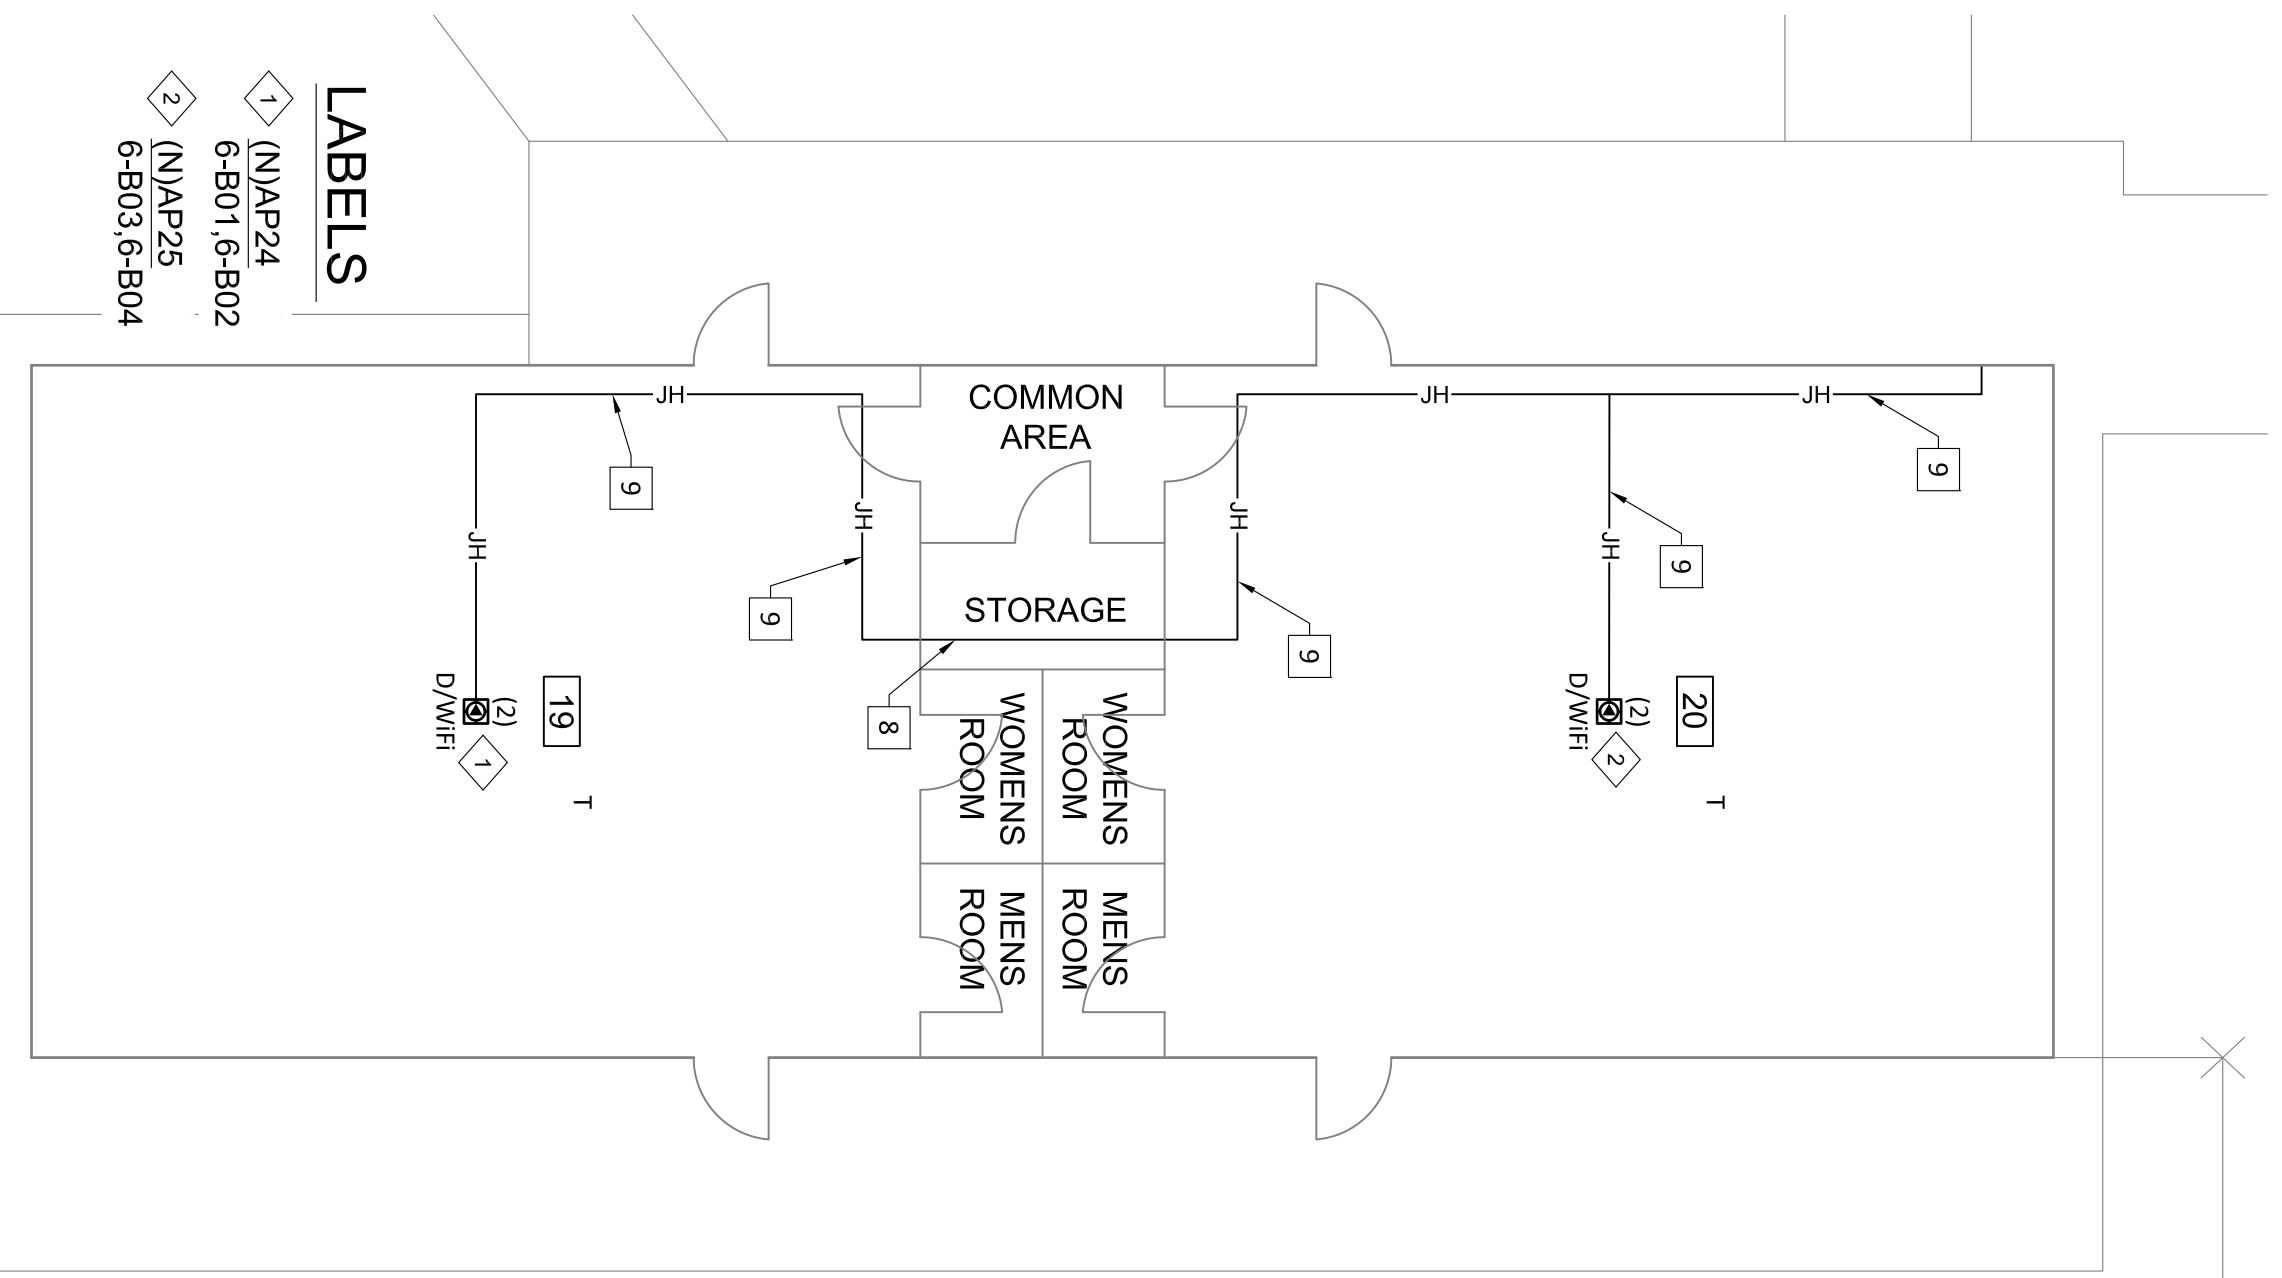 LABELS
1
(N)AP24
6-B01,6-B02
2
(N)AP25
6-B03,6-B04
COMMON
AREA
STORAGE
WOMENS
ROOM
WOMENS
ROOM
MENS
ROOM
MENS
ROOM
JH
JH
JH
JH
JH
JH
JH
9
9
9
9
9
8
19
(2)
D/WiFi
1
T
20
(2)
D/WiFi
2
T